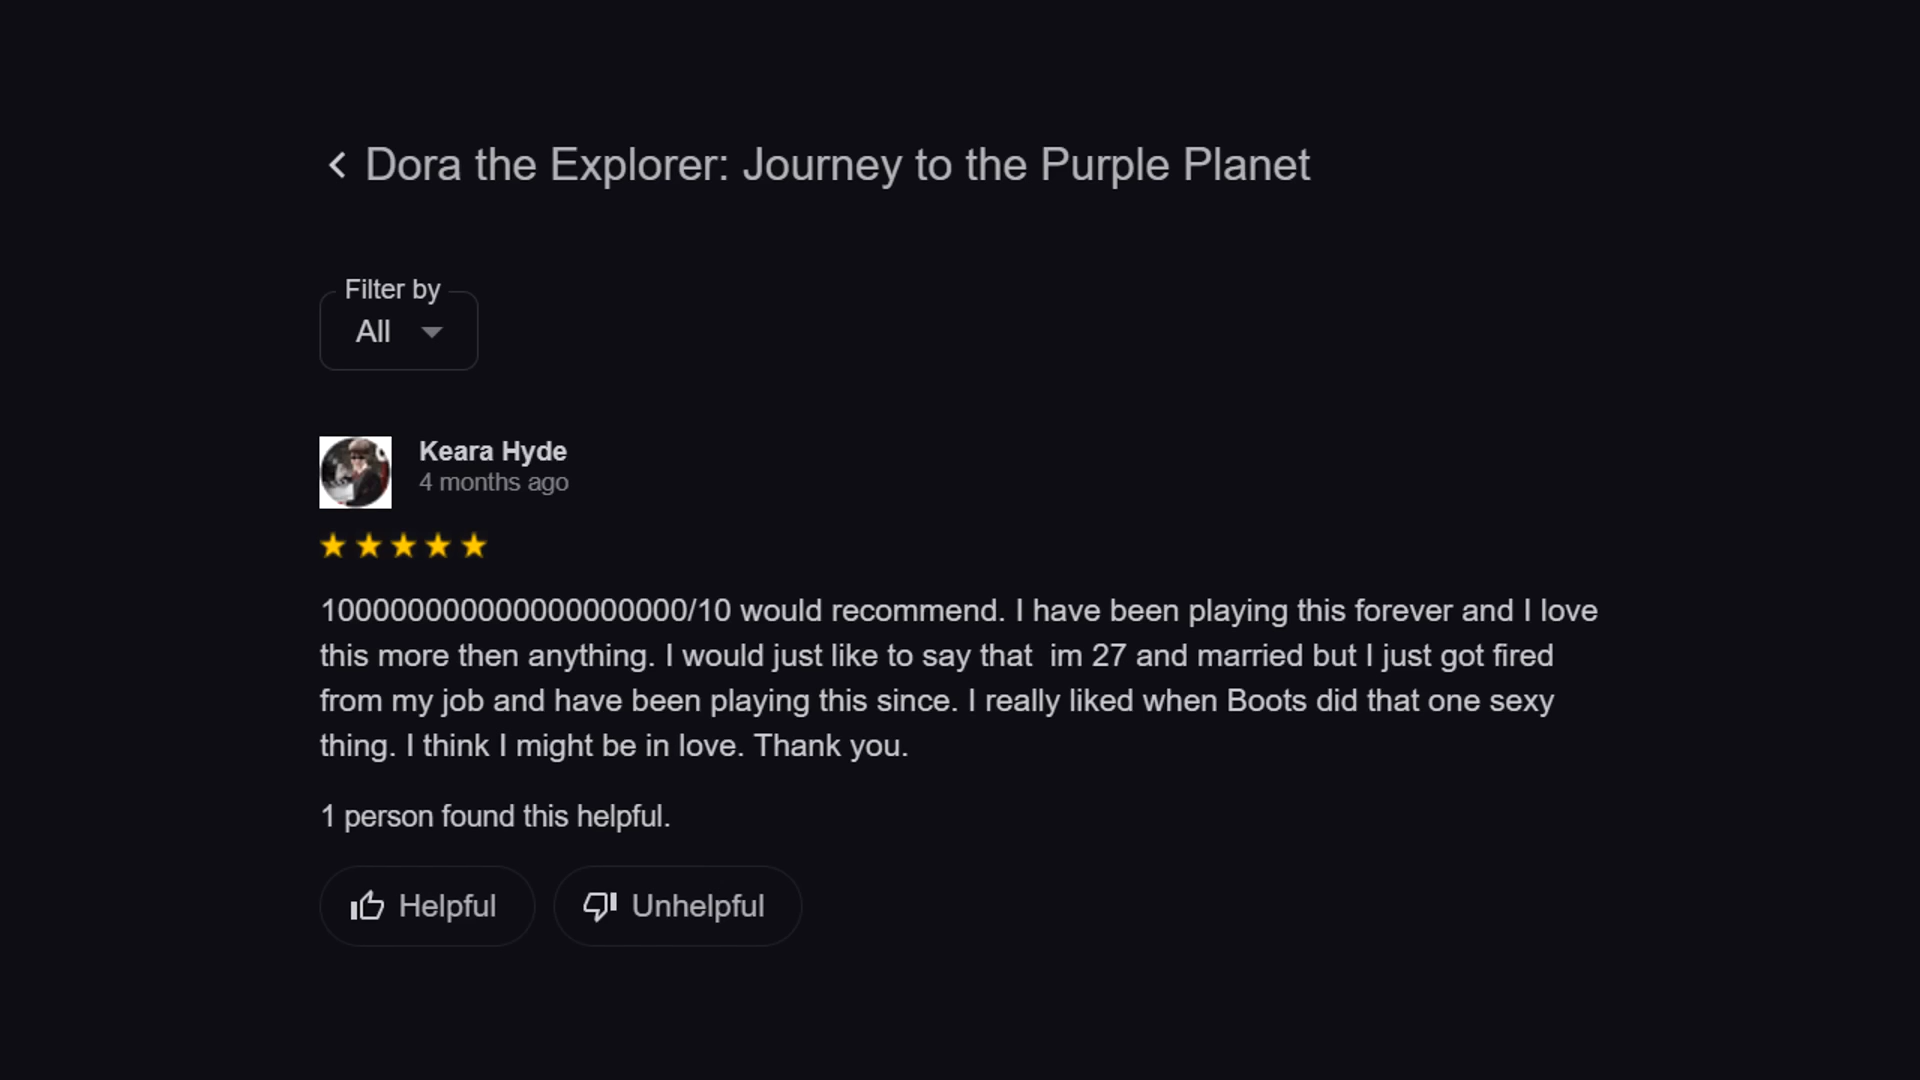 Dora the Explorer: Journey to the Purple Planet
Filter by
All
Keara Hyde
4 months ago
100000000000000000000/10 would recommend. I have been playing this forever and I love
this more then anything. I would just like to say that  im 27 and married but I just got fired
from my job and have been playing this since. I really liked when Boots did that one sexy
thing. I think I might be in love. Thank you.
1 person found this helpful.
Helpful
Unhelpful